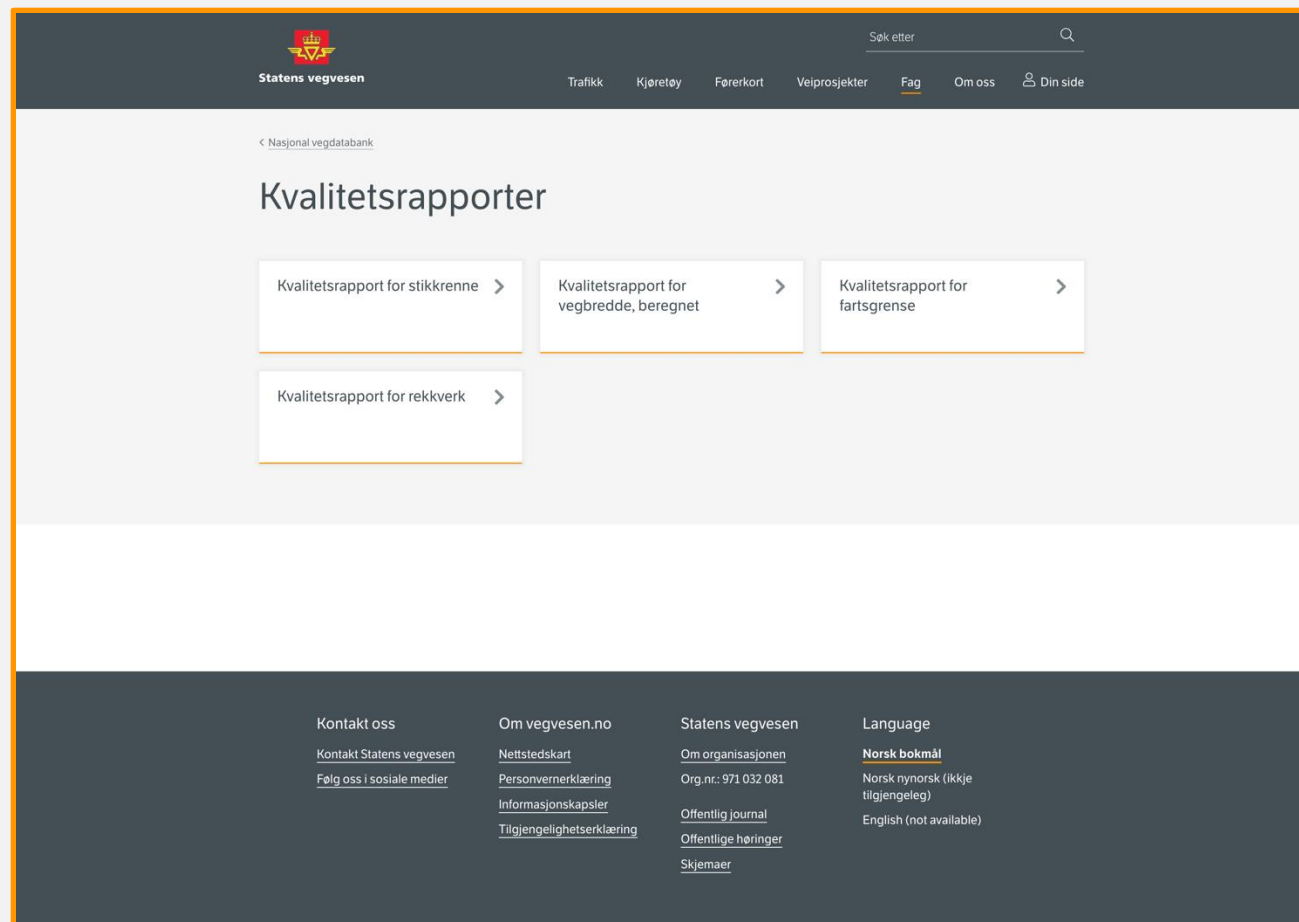 Søk etter
Statens vegvesen
Trafikk Kjøretøy Førerkort Veiprosjekter Fag Om oss Din side
Nasjonal vegdatabank
Kvalitetsrapporter
Kvalitetsrapport for stikkrenne
Kvalitetsrapport for
vegbredde, beregnet
Kvalitetsrapport for
fartsgrense
Kvalitetsrapport for rekkverk
Kontakt oss
Kontakt Statens vegvesen
Følg oss i sosiale medier
Om vegvesen.no
Nettstedskart
Personvernerklæring
Informasjonskapsler
Tilgjengelighetserklæring
Statens vegvesen
Om organisasjonen
Org.nr.: 971 032 081
Offentlig journal
Offentlige høringer
Skjemaer
Language
Norsk bokmål
Norsk nynorsk (ikkje
tilgjengeleg)
English (not available)